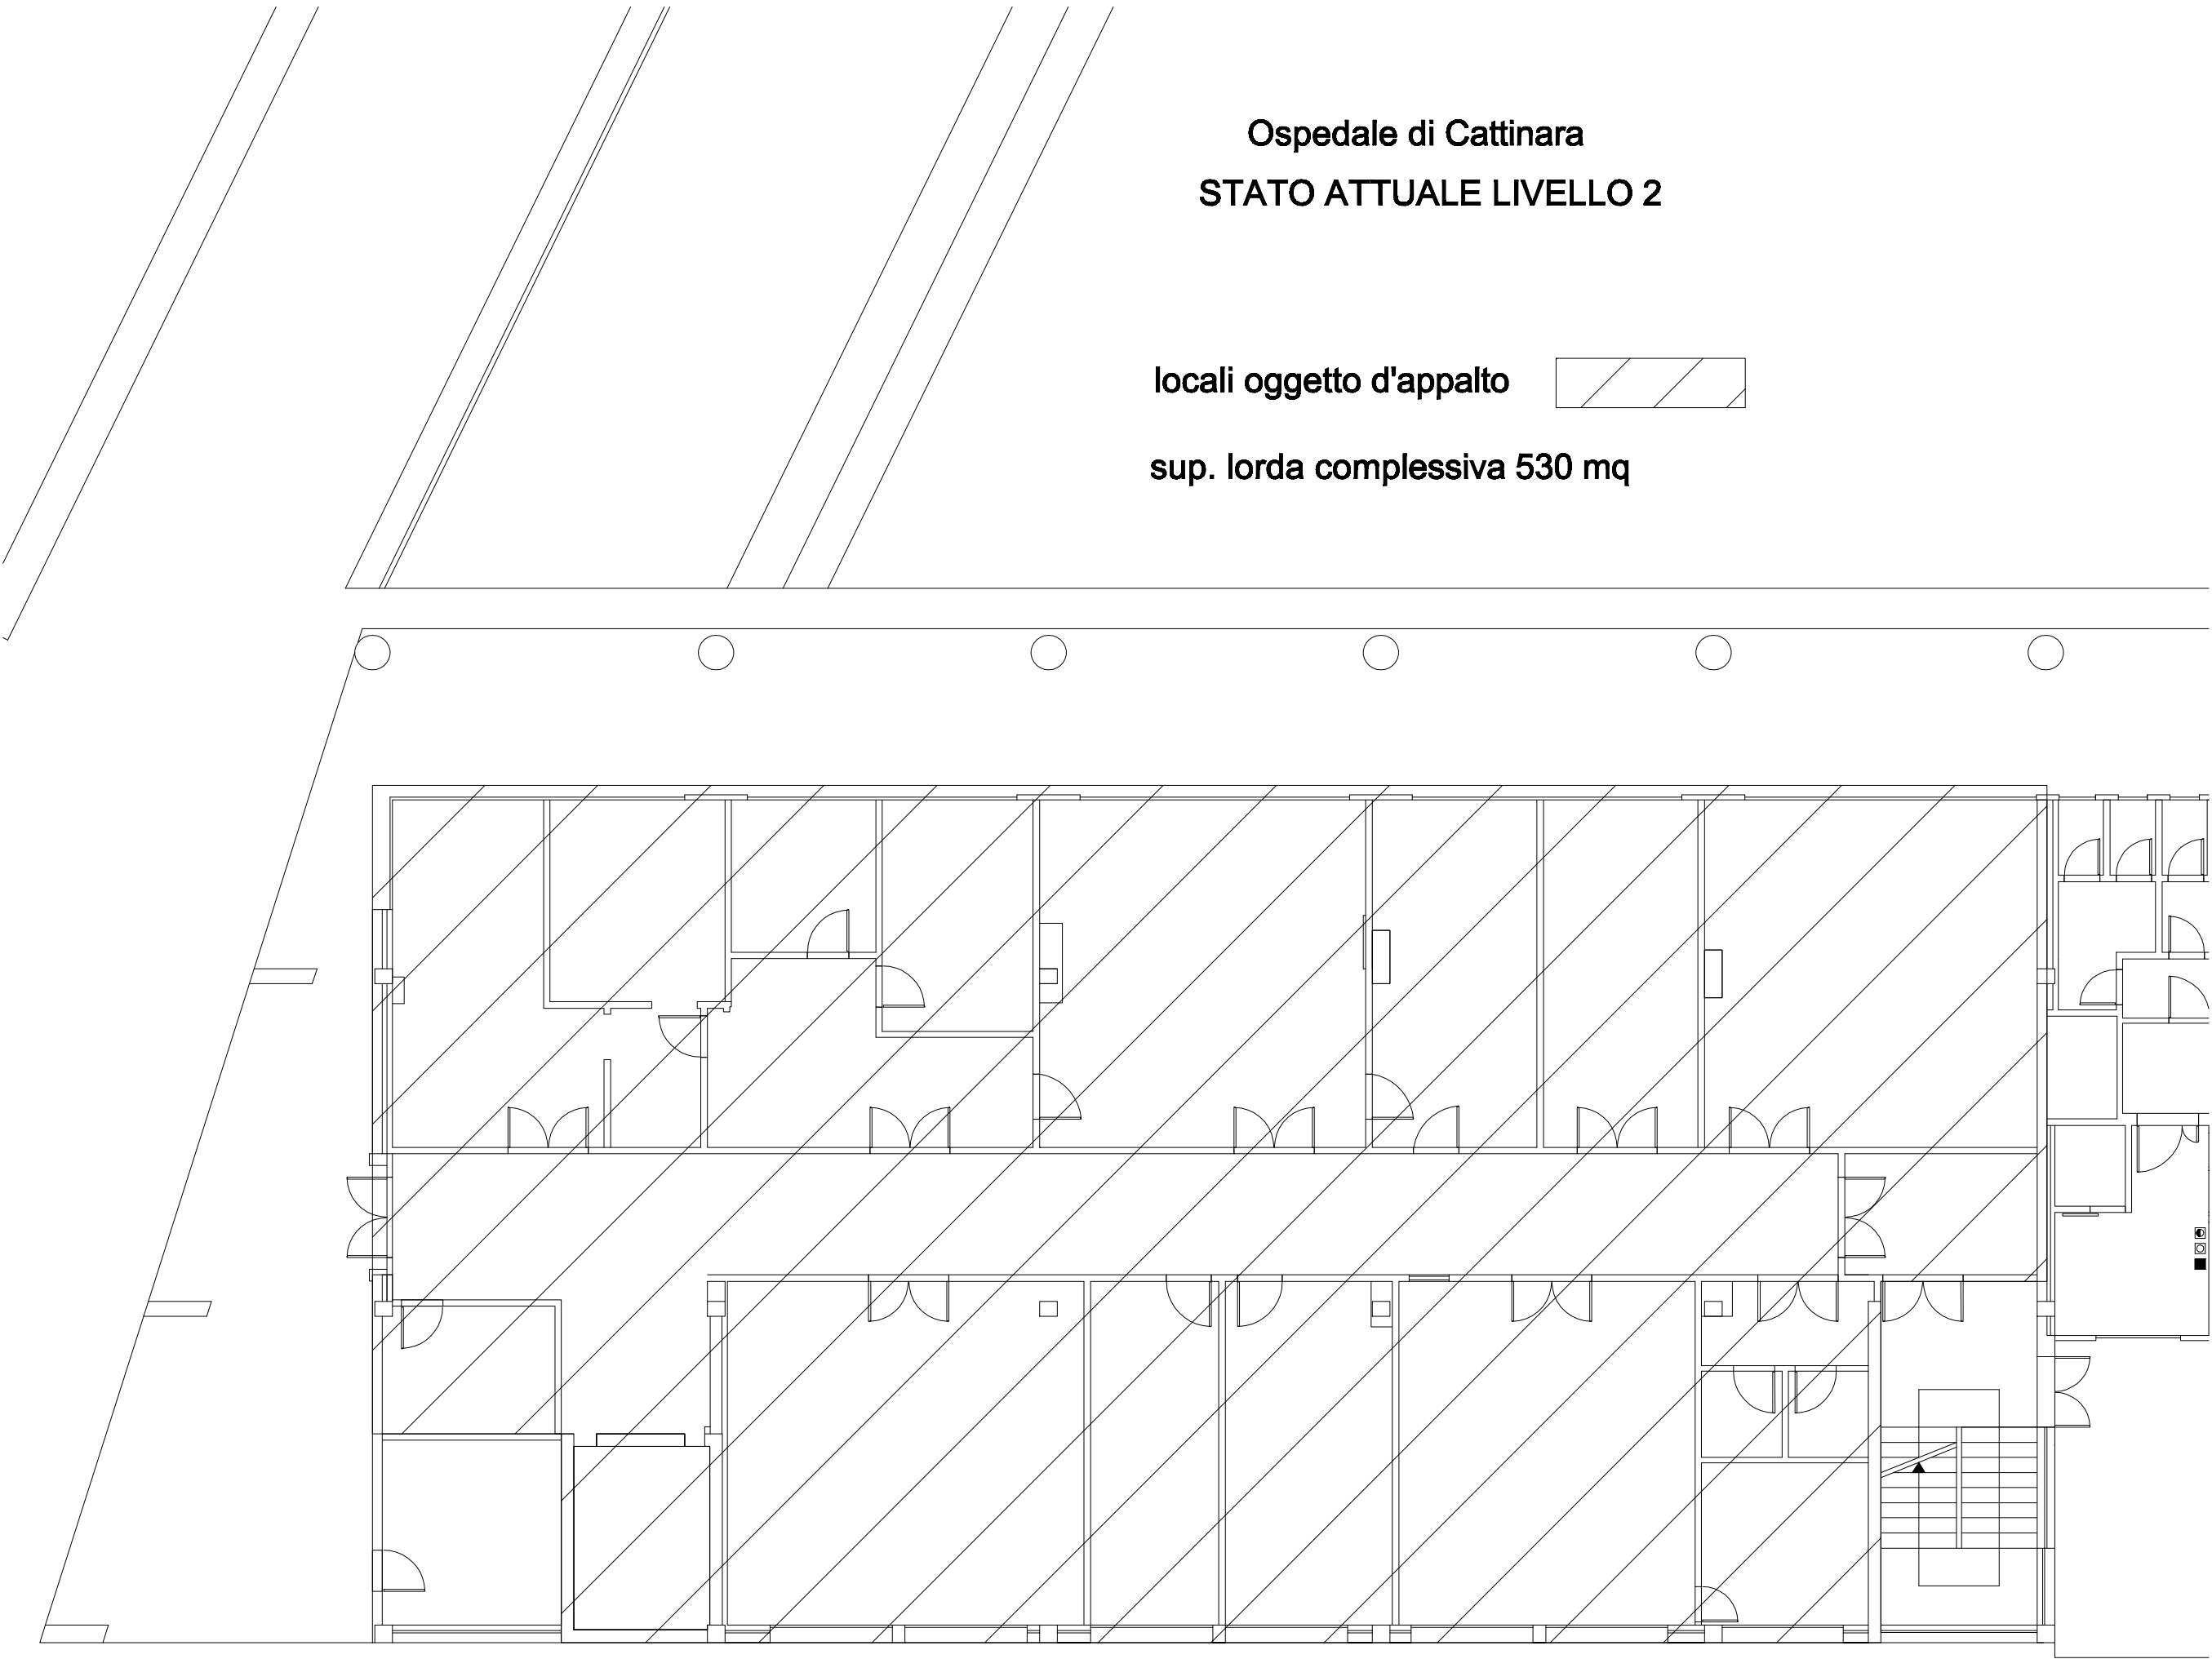 Ospedale di Cattinara
STATO ATTUALE LIVELLO 2
locali oggetto d'appalto
sup. lorda complessiva 530 mq